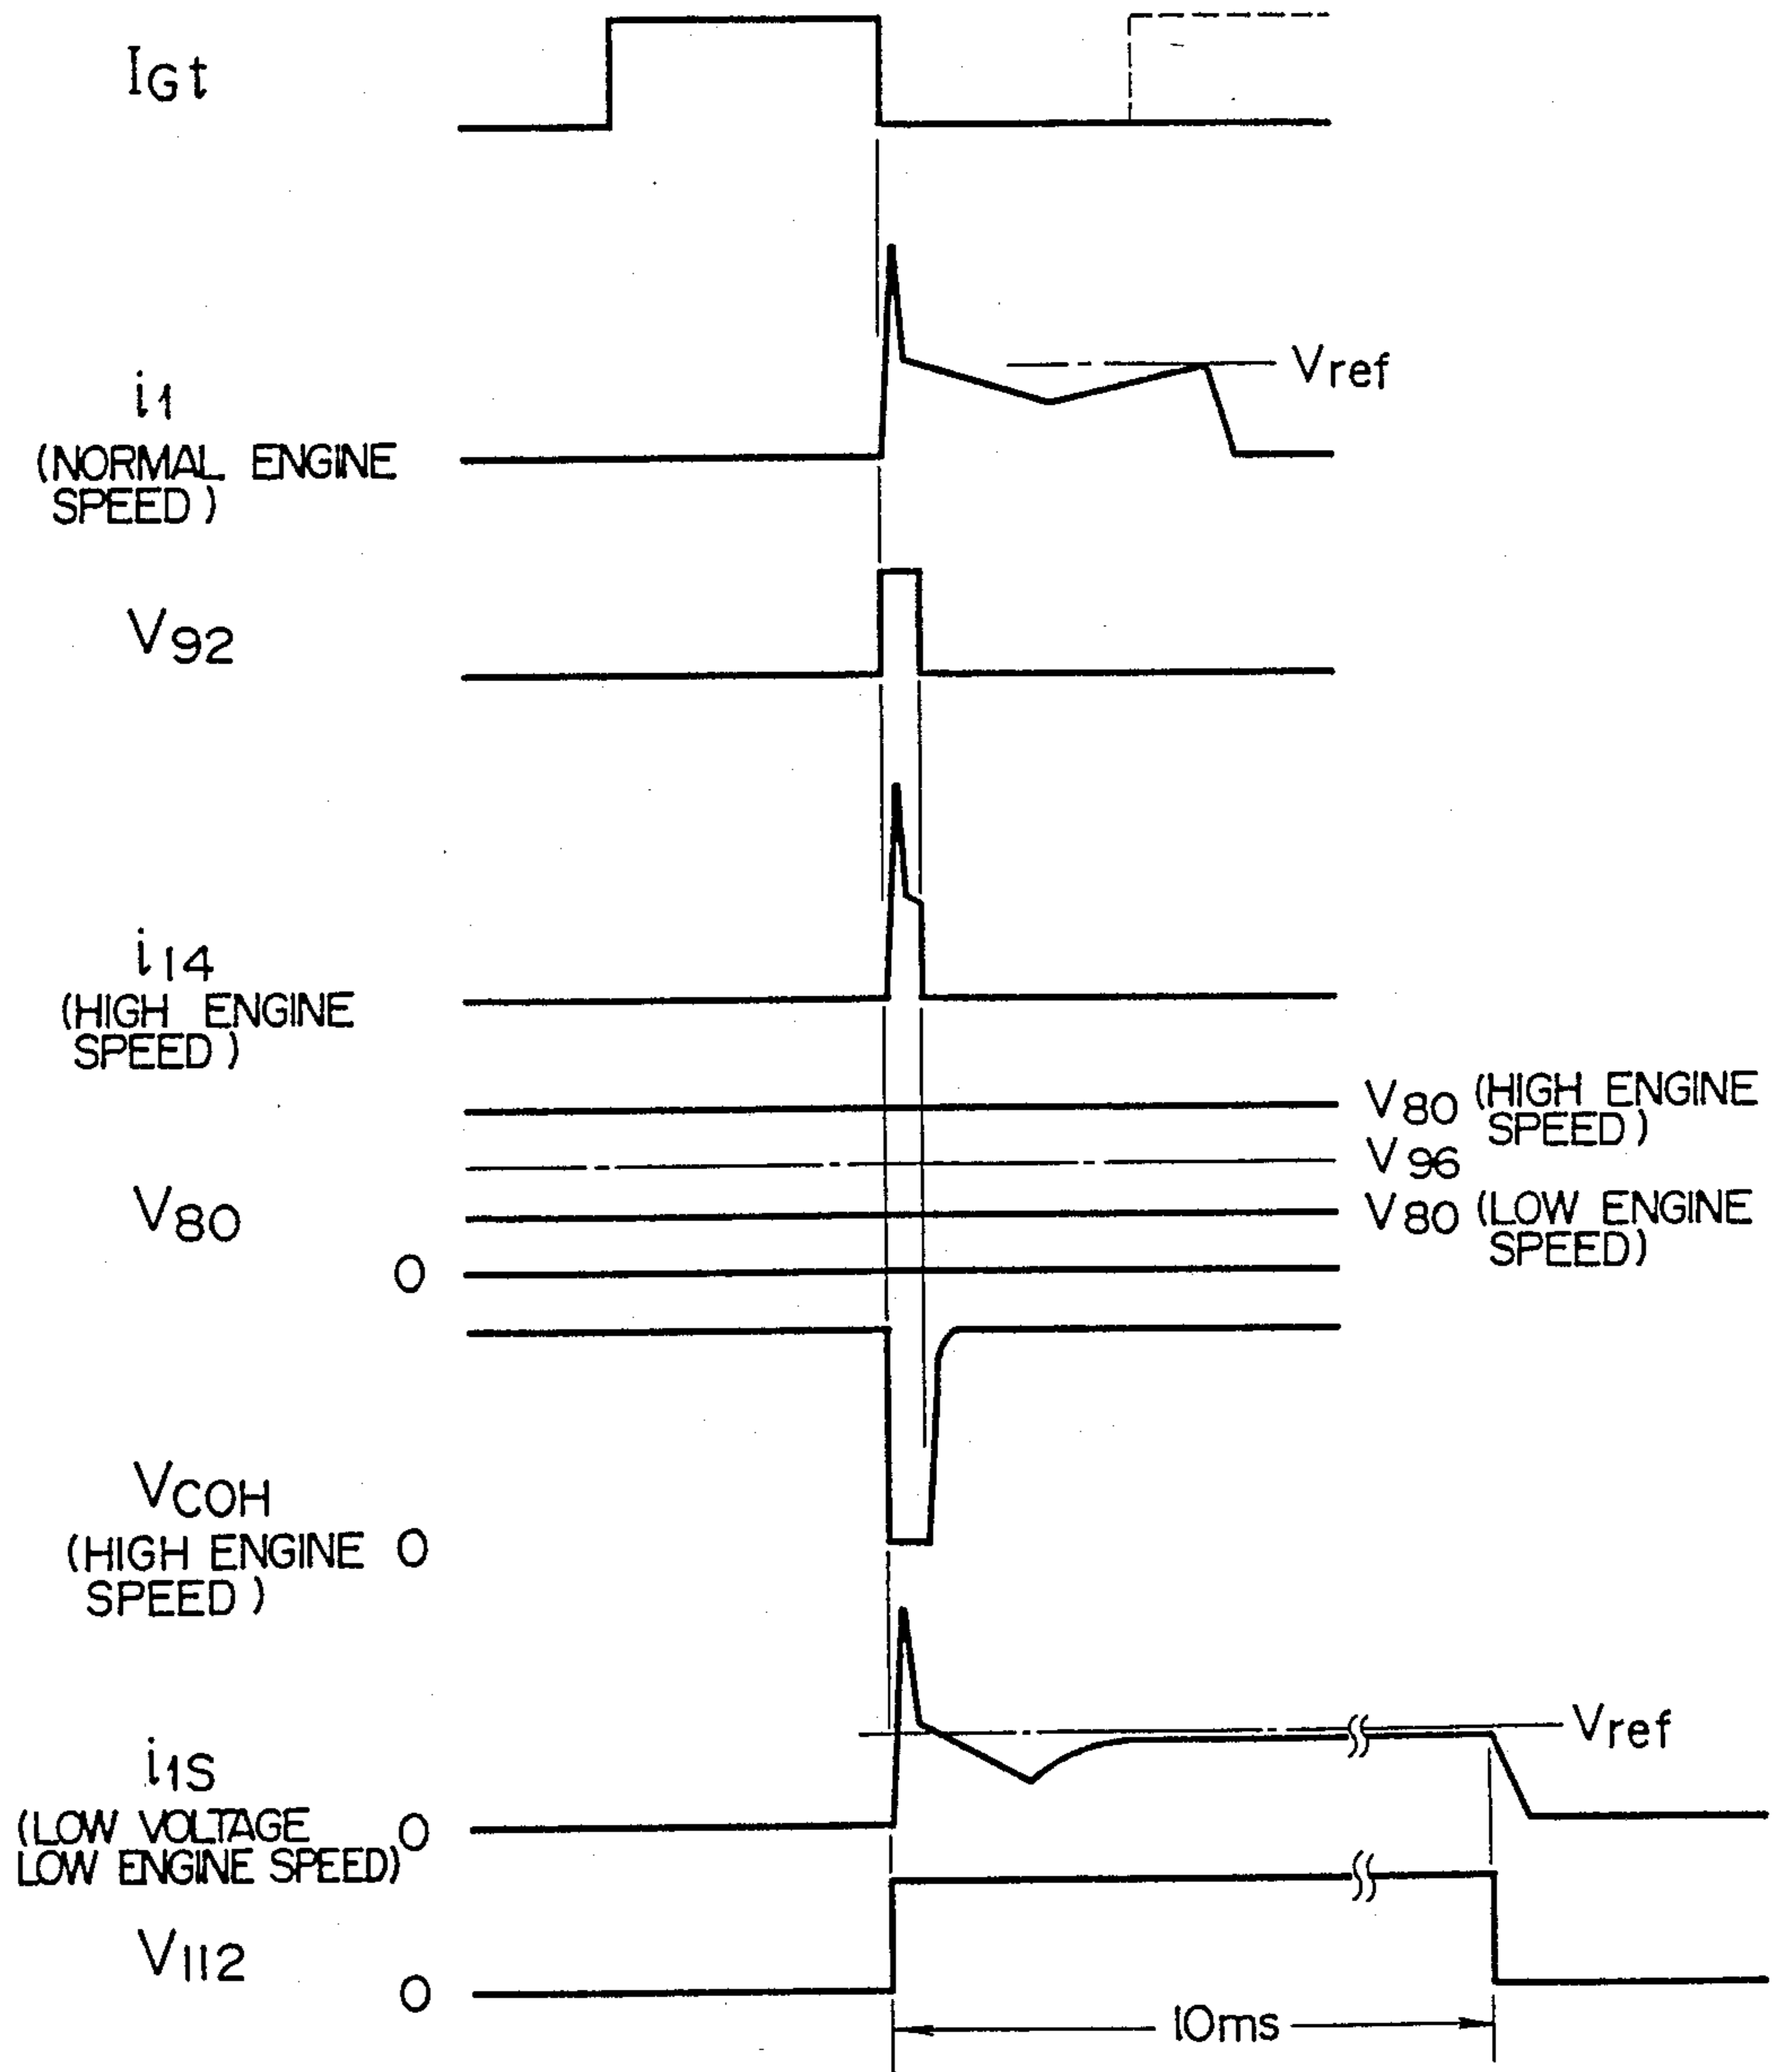 IGt
Vref
i1
(NORMAL ENGINE
SPEED)
V92
i14
(HIGH ENGINE
SPEED)
V80 (HIGH ENGINE
SPEED)
V96
V80
V80 (LOW ENGINE
SPEED)
0
VCOH
(HIGH ENGINE 0
SPEED)
Vref
i1S
(LOW VOLTAGE 0
LOW ENGINE SPEED)
V112
0
10ms